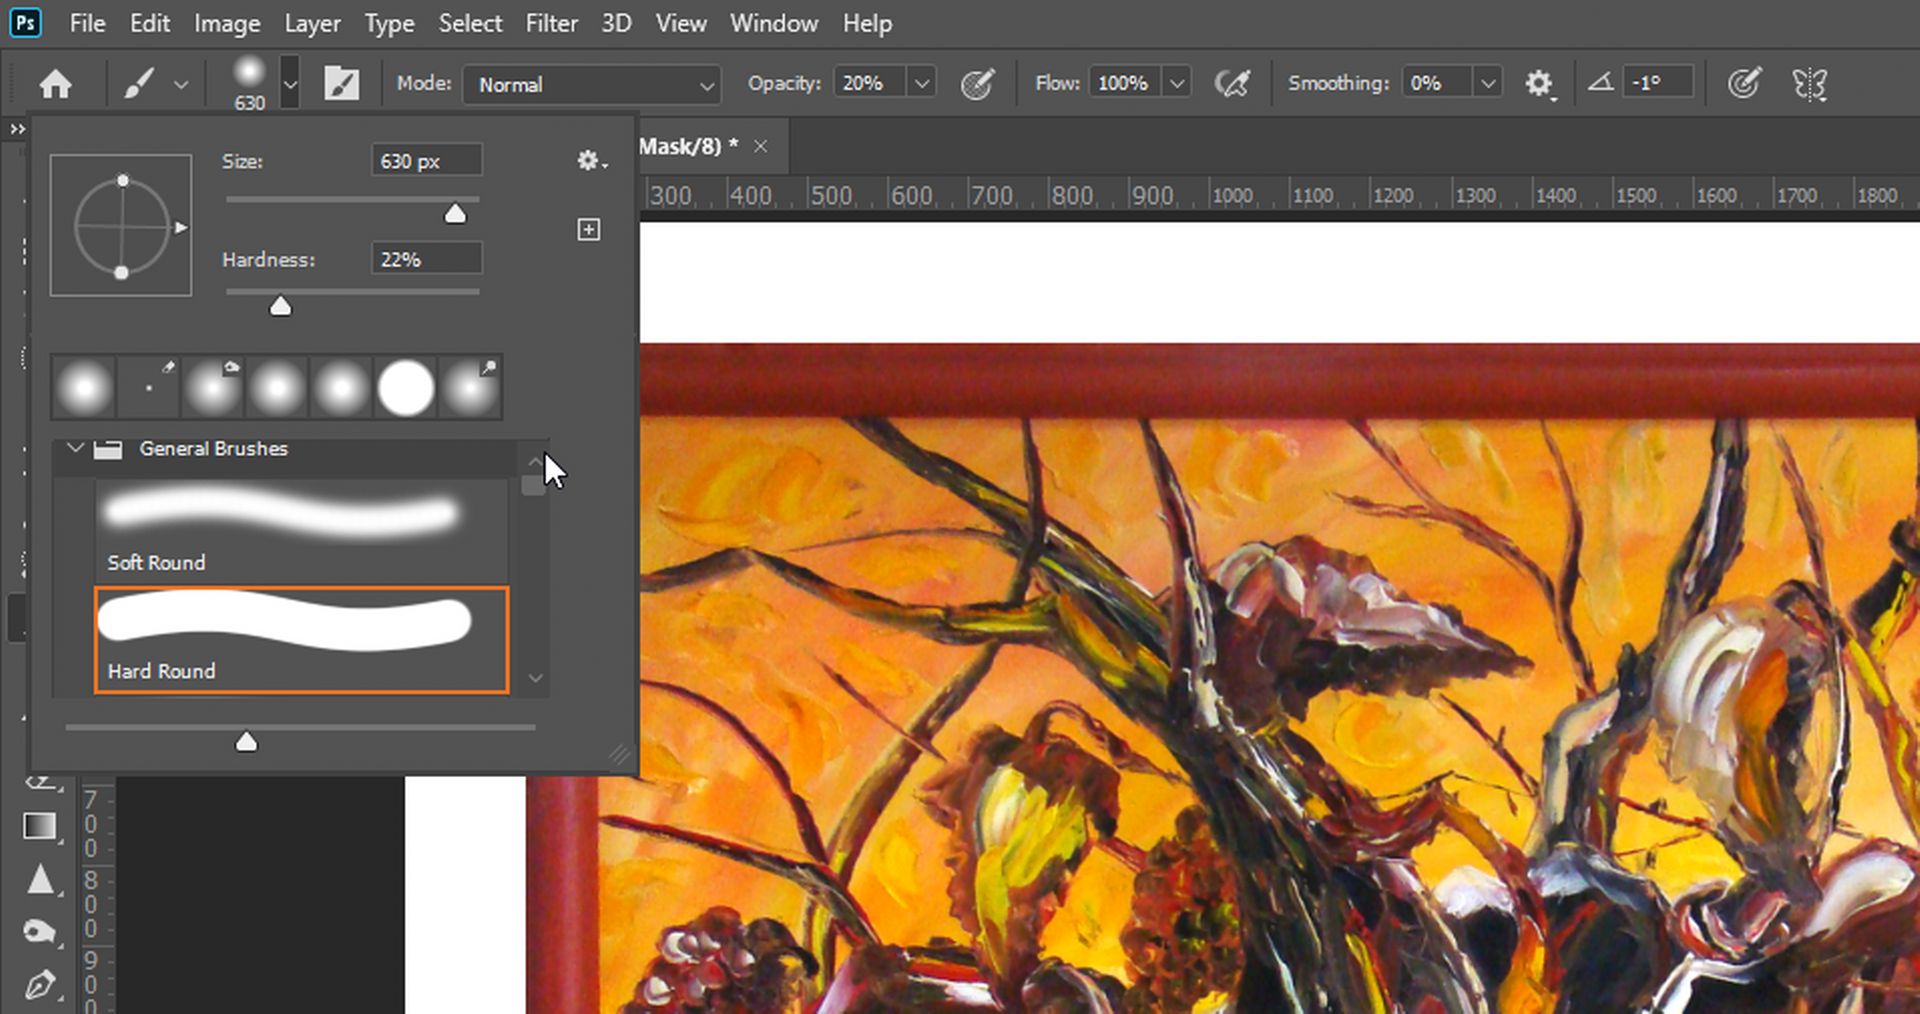 Ps File Edit Image Layer Type Select Filter 3D View Window Help
630 Mode: Normal Opacity: 20% Flow: 100% Smoothing: 0% -1°
Mask/8) *
Size: 630 px
300 400 500 600 700 800 900 1000 1100 1200 1300 1400 1500 1600 1700 1800
Hardness: 22%
General Brushes
Soft Round
Hard Round
7
0
0
8
0
0
9
0
0